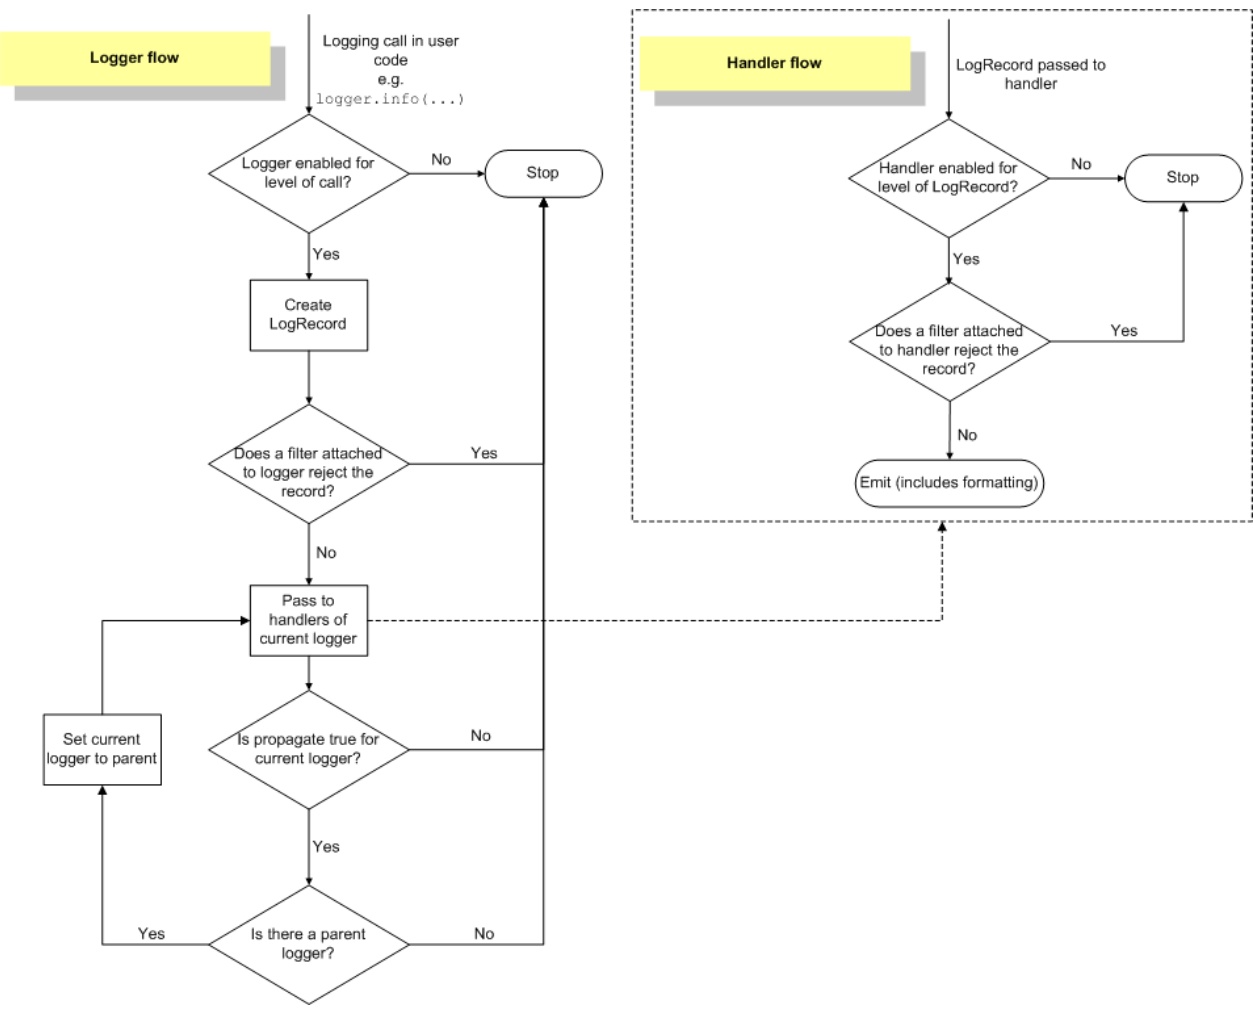 Logger flow
Logging call in user
code
e.g.
logger.info(...)
Logger enabled for
level of call?
No
Stop
Yes
Create
LogRecord
Does a filter attached
to logger reject the
record?
Yes
No
Pass to
handlers of
current logger
Is propagate true for
current logger?
No
Set current
logger to parent
Yes
Is there a parent
logger?
Yes
No
Handler flow
LogRecord passed to
handler
Handler enabled for
level of LogRecord?
No
Stop
Yes
Does a filter attached
to handler reject the
record?
Yes
No
Emit (includes formatting)